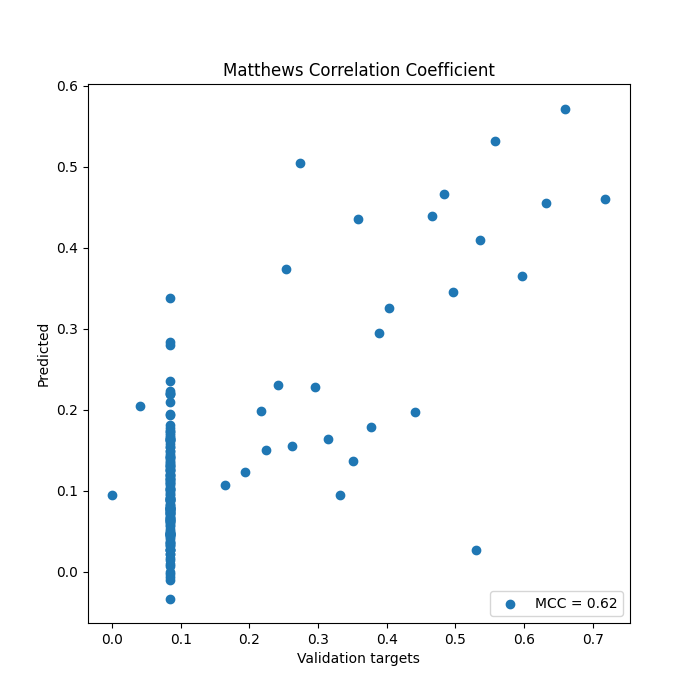 Matthews Correlation Coefficient
0.6
0.5
0.4
0.3
0.2
0.1
0.0
Predicted
MCC = 0.62
0.0 0.1 0.2 0.3 0.4 0.5 0.6 0.7
Validation targets